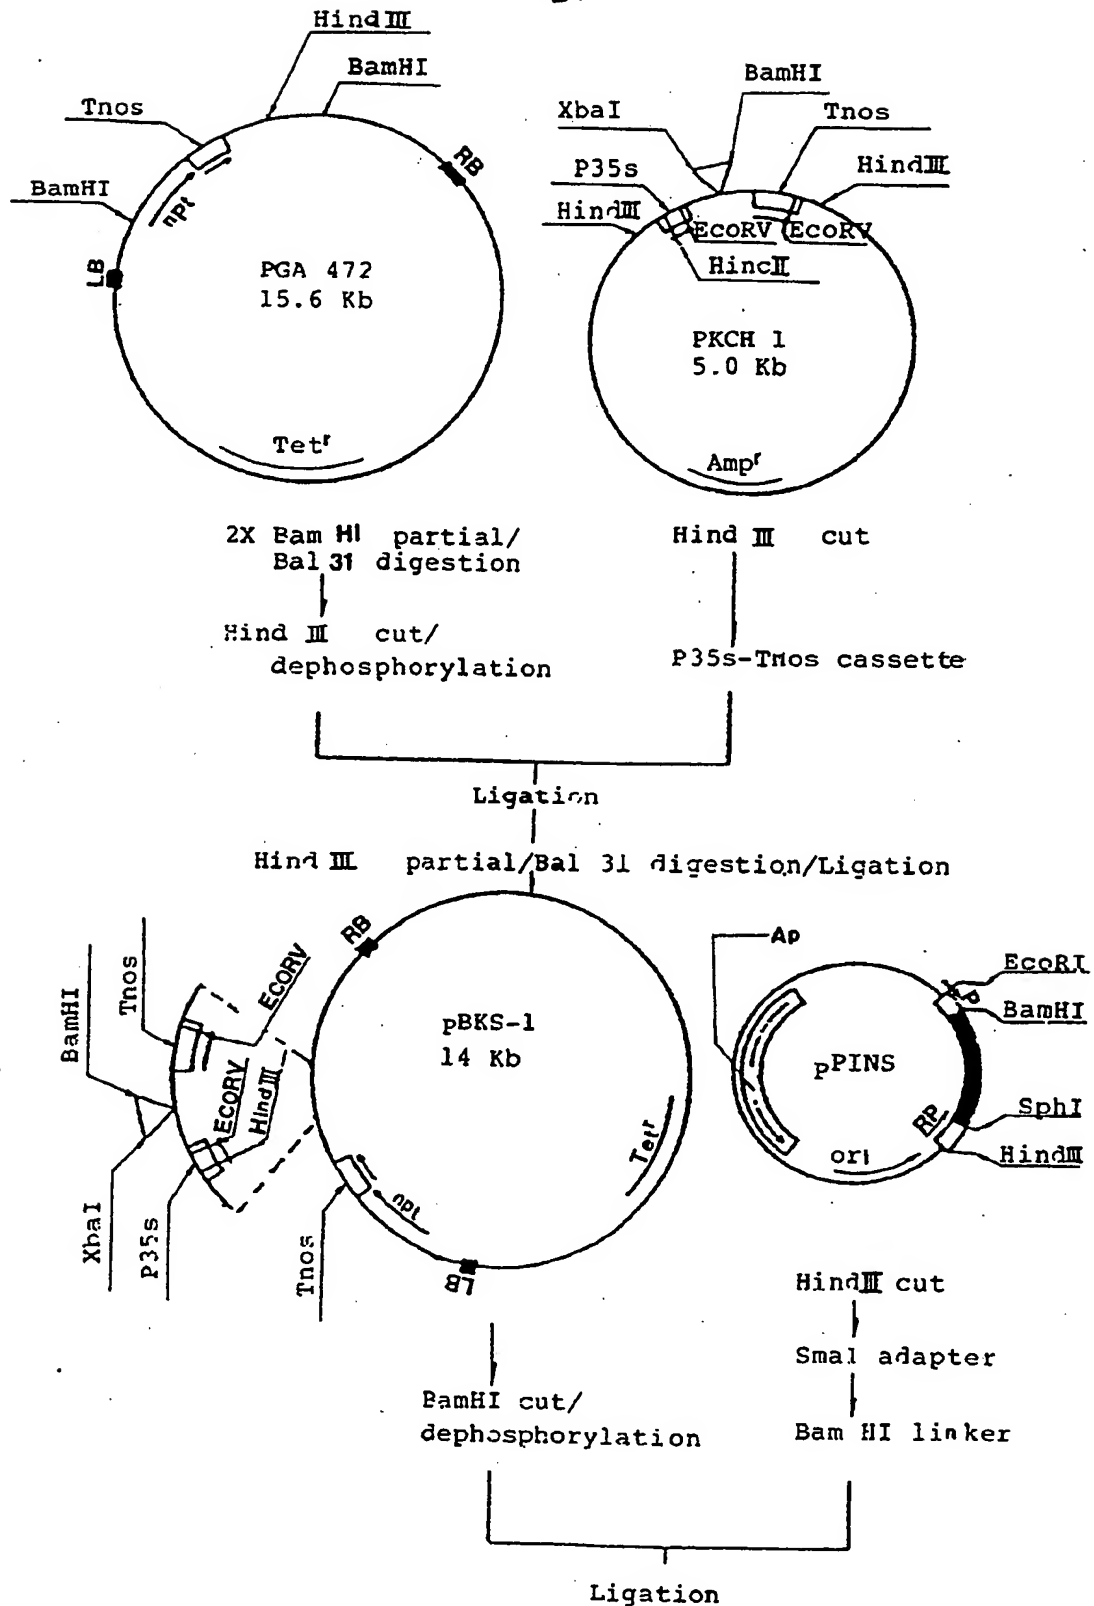 Hind III
BamHI
Tnos
BamHI
npt
RB
LB
PGA 472
15.6 Kb
Tetr
BamHI
XbaI
Tnos
P35s
HindIII
HindIII
EcoRV
EcoRV
HincII
PKCH 1
5.0 Kb
Ampr
2X Bam HI partial/
Bal 31 digestion
Hind III cut/
dephosphorylation
Hind III cut
P35s-Tnos cassette
Ligation
Hind III partial/Bal 31 digestion/Ligation
BamHI
Tnos
ECORV
ECORV
HindIII
XbaI
P35s
Tnos
RB
pBKS-1
14 Kb
Tetr
npt
LB
Ap
EcoRI
P
BamHI
pPINS
SphI
RP
HindIII
ori
BamHI cut/
dephosphorylation
HindIII cut
SmaI adapter
Bam HI linker
Ligation